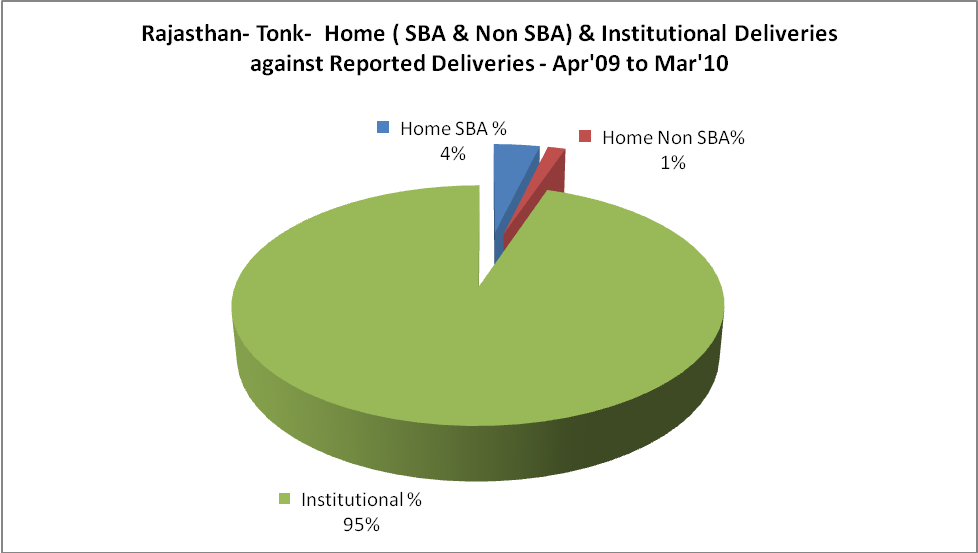 Rajasthan- Tonk- Home ( SBA & Non SBA) & Institutional Deliveries
against Reported Deliveries - Apr'09 to Mar'10
Home SBA %
4%
Home Non SBA%
1%
Institutional %
95%